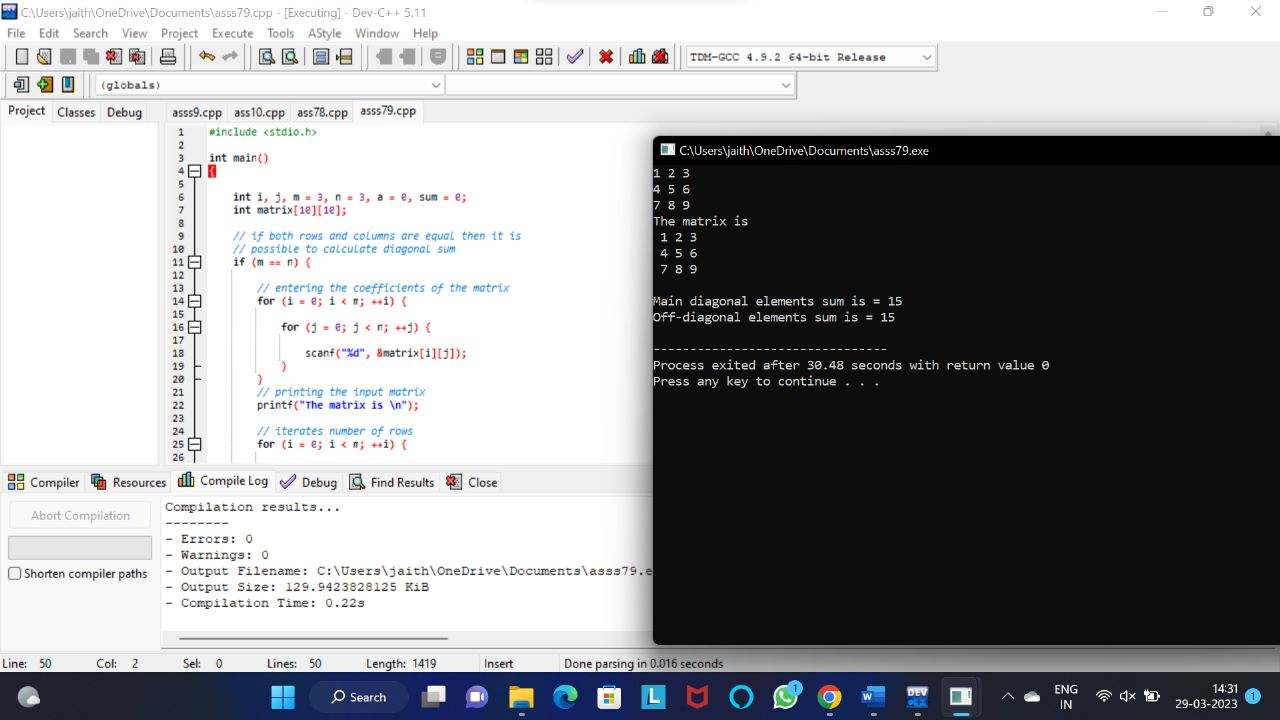 C:\Users\jaith\OneDrive\Documents\asss79.cpp - [Executing] - Dev-C++ 5.11
File Edit Search View Project Execute Tools AStyle Window Help
TDM-GCC 4.9.2 64-bit Release
(globals)
Project Classes Debug
asss9.cpp ass10.cpp ass78.cpp asss79.cpp
1 #include <stdio.h>
2
3 int main()
4 {
5
6 int i, j, m = 3, n = 3, a = 0, sum = 0;
7 int matrix[10][10];
8
9 // if both rows and columns are equal then it is
10 // possible to calculate diagonal sum
11 if (m == n) {
12
13 // entering the coefficients of the matrix
14 for (i = 0; i < m; ++i) {
15
16 for (j = 0; j < n; ++j) {
17
18 scanf("%d", &matrix[i][j]);
19 }
20 }
21 // printing the input matrix
22 printf("The matrix is \n");
23
24 // iterates number of rows
25 for (i = 0; i < m; ++i) {
26
C:\Users\jaith\OneDrive\Documents\asss79.exe
1 2 3
4 5 6
7 8 9
The matrix is
1 2 3
4 5 6
7 8 9
Main diagonal elements sum is = 15
Off-diagonal elements sum is = 15
--------------------------------
Process exited after 30.48 seconds with return value 0
Press any key to continue . . .
Compiler Resources Compile Log Debug Find Results Close
Abort Compilation
Shorten compiler paths
Compilation results...
--------
- Errors: 0
- Warnings: 0
- Output Filename: C:\Users\jaith\OneDrive\Documents\asss79.e
- Output Size: 129.9423828125 KiB
- Compilation Time: 0.22s
Line: 50 Col: 2 Sel: 0 Lines: 50 Length: 1419 Insert Done parsing in 0.016 seconds
Search
L
1
W
DEV C++
ENG
IN
14:31
29-03-2023
1